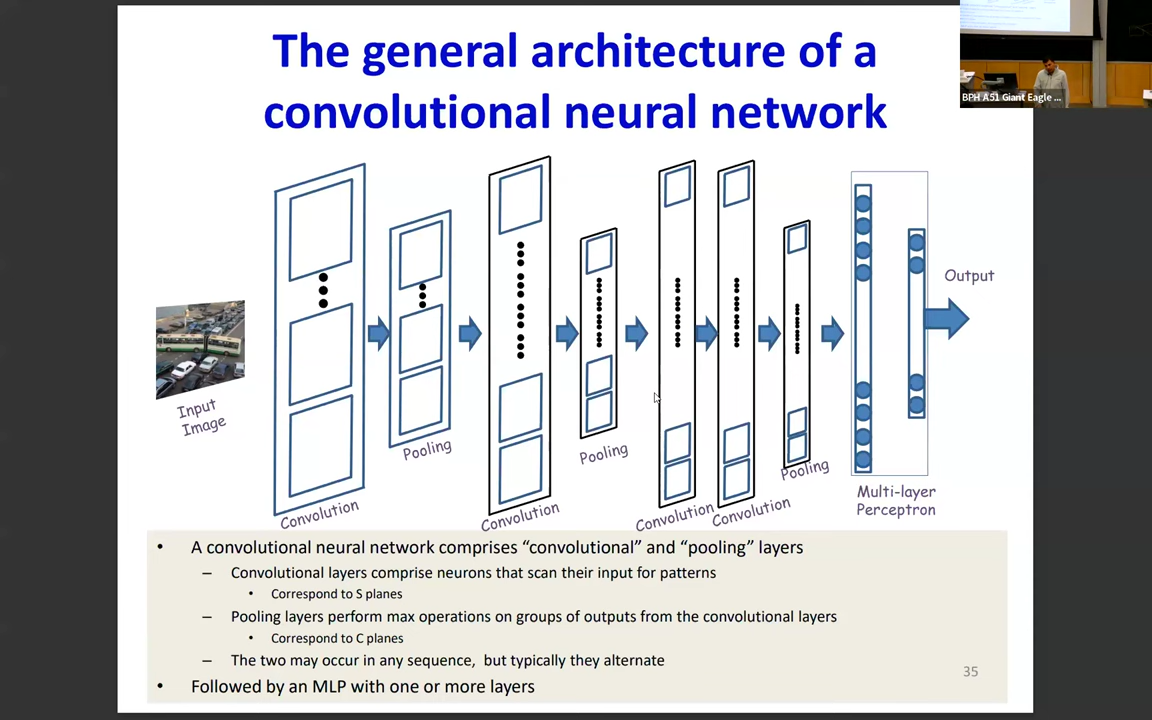 The general architecture of a
convolutional neural network
BPH A51 Giant Eagle ...
Output
Input
Image
Pooling
Pooling
Pooling
Convolution
Convolution
Convolution
Convolution
Multi-layer
Perceptron
• A convolutional neural network comprises “convolutional” and “pooling” layers
– Convolutional layers comprise neurons that scan their input for patterns
• Correspond to S planes
– Pooling layers perform max operations on groups of outputs from the convolutional layers
• Correspond to C planes
– The two may occur in any sequence, but typically they alternate
• Followed by an MLP with one or more layers
35